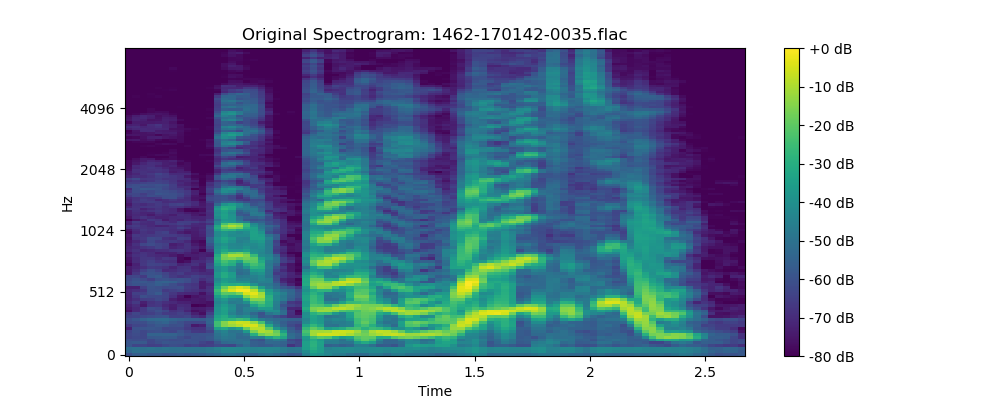 Original Spectrogram: 1462-170142-0035.flac
Hz
4096
2048
1024
512
0
0 0.5 1 1.5 2 2.5
Time
+0 dB
-10 dB
-20 dB
-30 dB
-40 dB
-50 dB
-60 dB
-70 dB
-80 dB